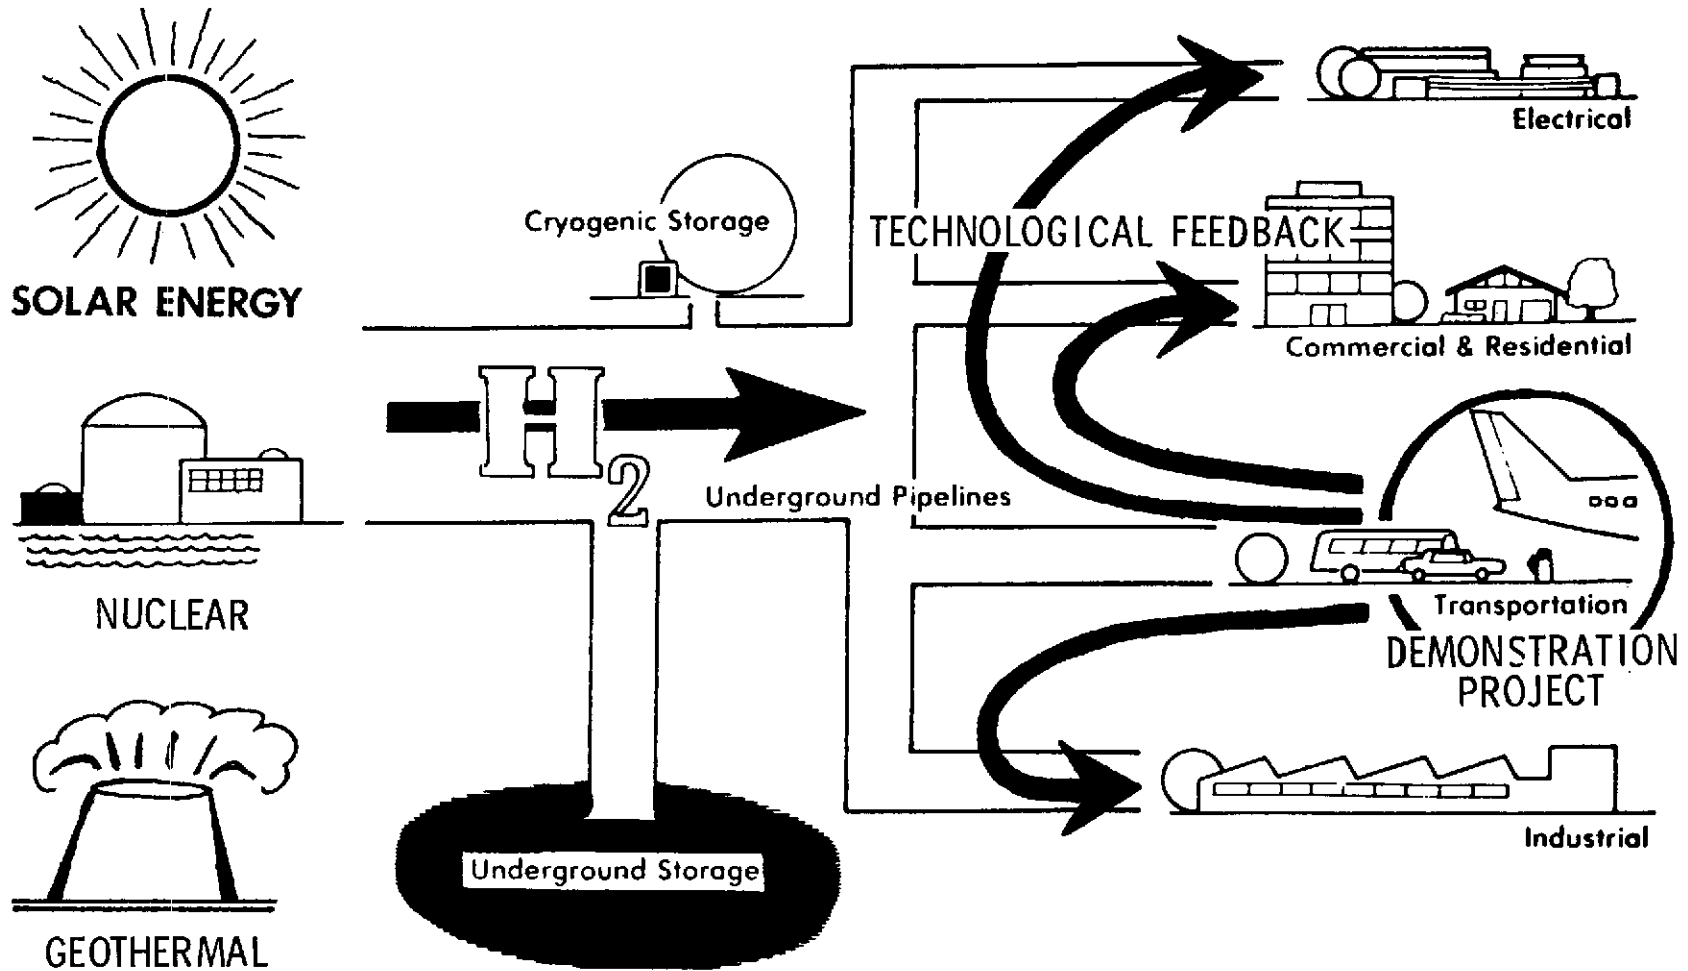 SOLAR ENERGY
NUCLEAR
GEOTHERMAL
Cryogenic Storage
H2
Underground Pipelines
Underground Storage
TECHNOLOGICAL FEEDBACK
Electrical
Commercial & Residential
Transportation
DEMONSTRATION
PROJECT
Industrial